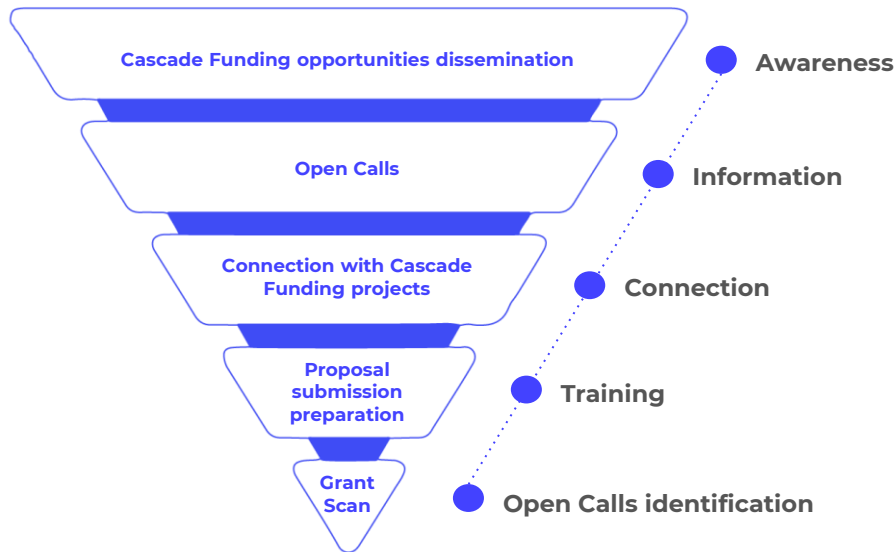 Cascade Funding opportunities dissemination
Awareness
Open Calls
Information
Connection with Cascade
Funding projects
Connection
Proposal
submission
preparation
Training
Grant
Scan
Open Calls identification